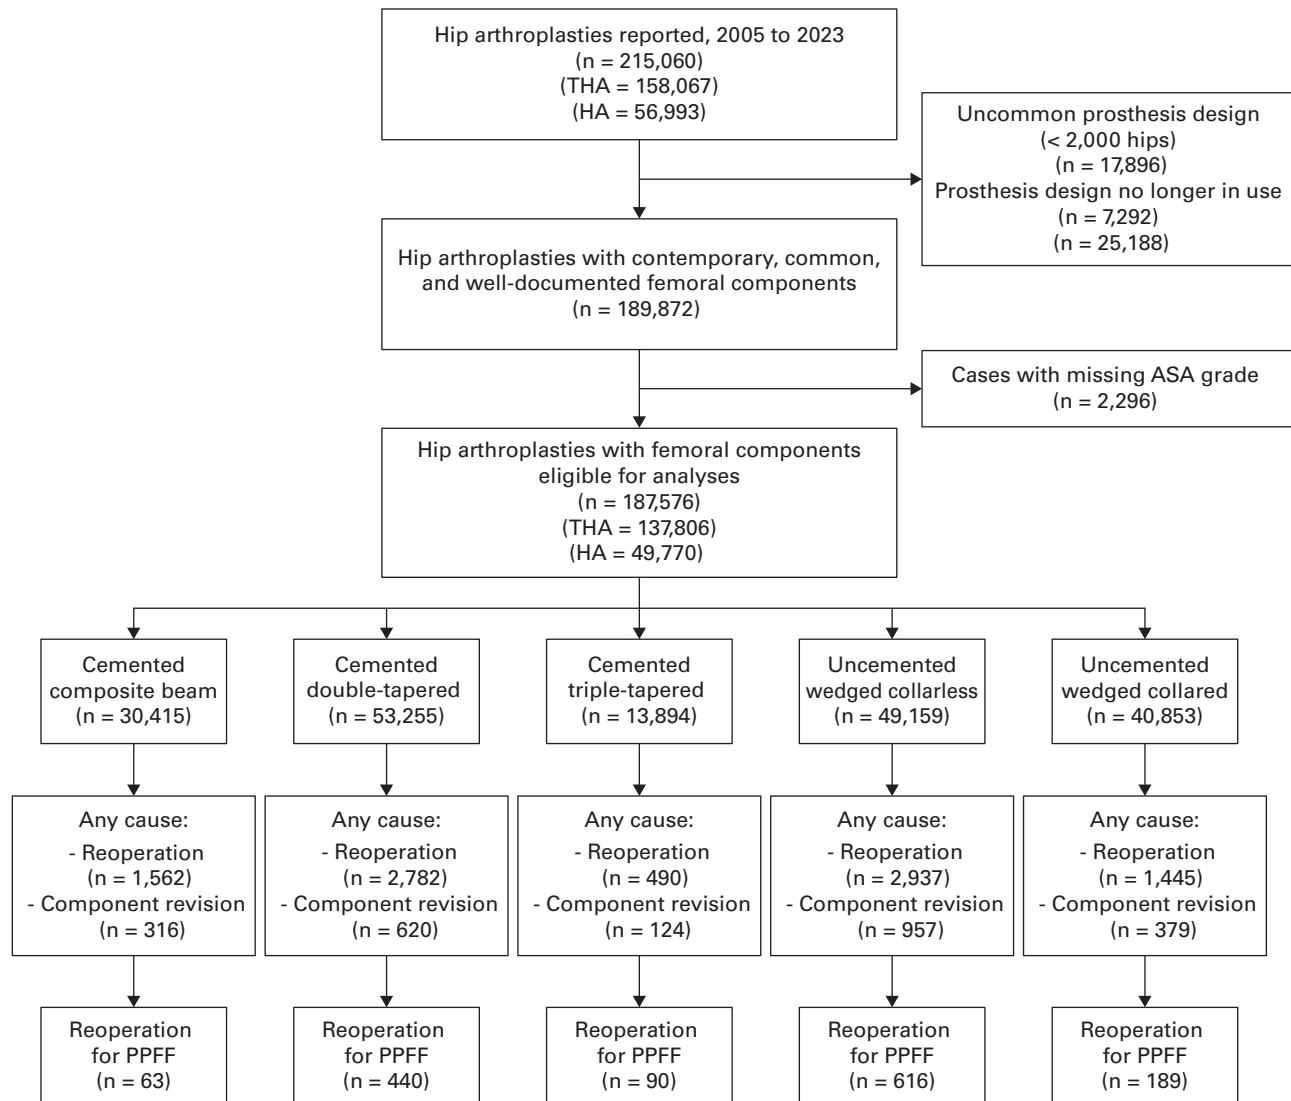 Hip arthroplasties reported, 2005 to 2023
(n = 215,060)
(THA = 158,067)
(HA = 56,993)
Uncommon prosthesis design
(< 2,000 hips)
(n = 17,896)
Prosthesis design no longer in use
(n = 7,292)
(n = 25,188)
Hip arthroplasties with contemporary, common,
and well-documented femoral components
(n = 189,872)
Cases with missing ASA grade
(n = 2,296)
Hip arthroplasties with femoral components
eligible for analyses
(n = 187,576)
(THA = 137,806)
(HA = 49,770)
Cemented
composite beam
(n = 30,415)
Cemented
double-tapered
(n = 53,255)
Cemented
triple-tapered
(n = 13,894)
Uncemented
wedged collarless
(n = 49,159)
Uncemented
wedged collared
(n = 40,853)
Any cause:
- Reoperation
(n = 1,562)
- Component revision
(n = 316)
Any cause:
- Reoperation
(n = 2,782)
- Component revision
(n = 620)
Any cause:
- Reoperation
(n = 490)
- Component revision
(n = 124)
Any cause:
- Reoperation
(n = 2,937)
- Component revision
(n = 957)
Any cause:
- Reoperation
(n = 1,445)
- Component revision
(n = 379)
Reoperation
for PPFF
(n = 63)
Reoperation
for PPFF
(n = 440)
Reoperation
for PPFF
(n = 90)
Reoperation
for PPFF
(n = 616)
Reoperation
for PPFF
(n = 189)